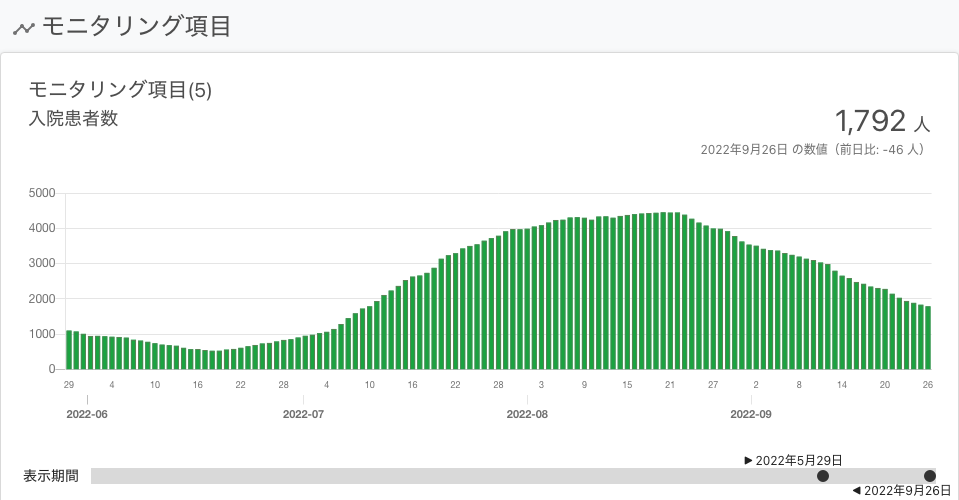 モニタリング項目
モニタリング項目(5)
入院患者数
1,792 人
2022年9月26日 の数値（前日比: -46 人）
5000
4000
3000
2000
1000
0
29 4 10 16 22 28 4 10 16 22 28 3 9 15 21 27 2 8 14 20 26
2022-06 2022-07 2022-08 2022-09
▶ 2022年5月29日
表示期間
◀ 2022年9月26日